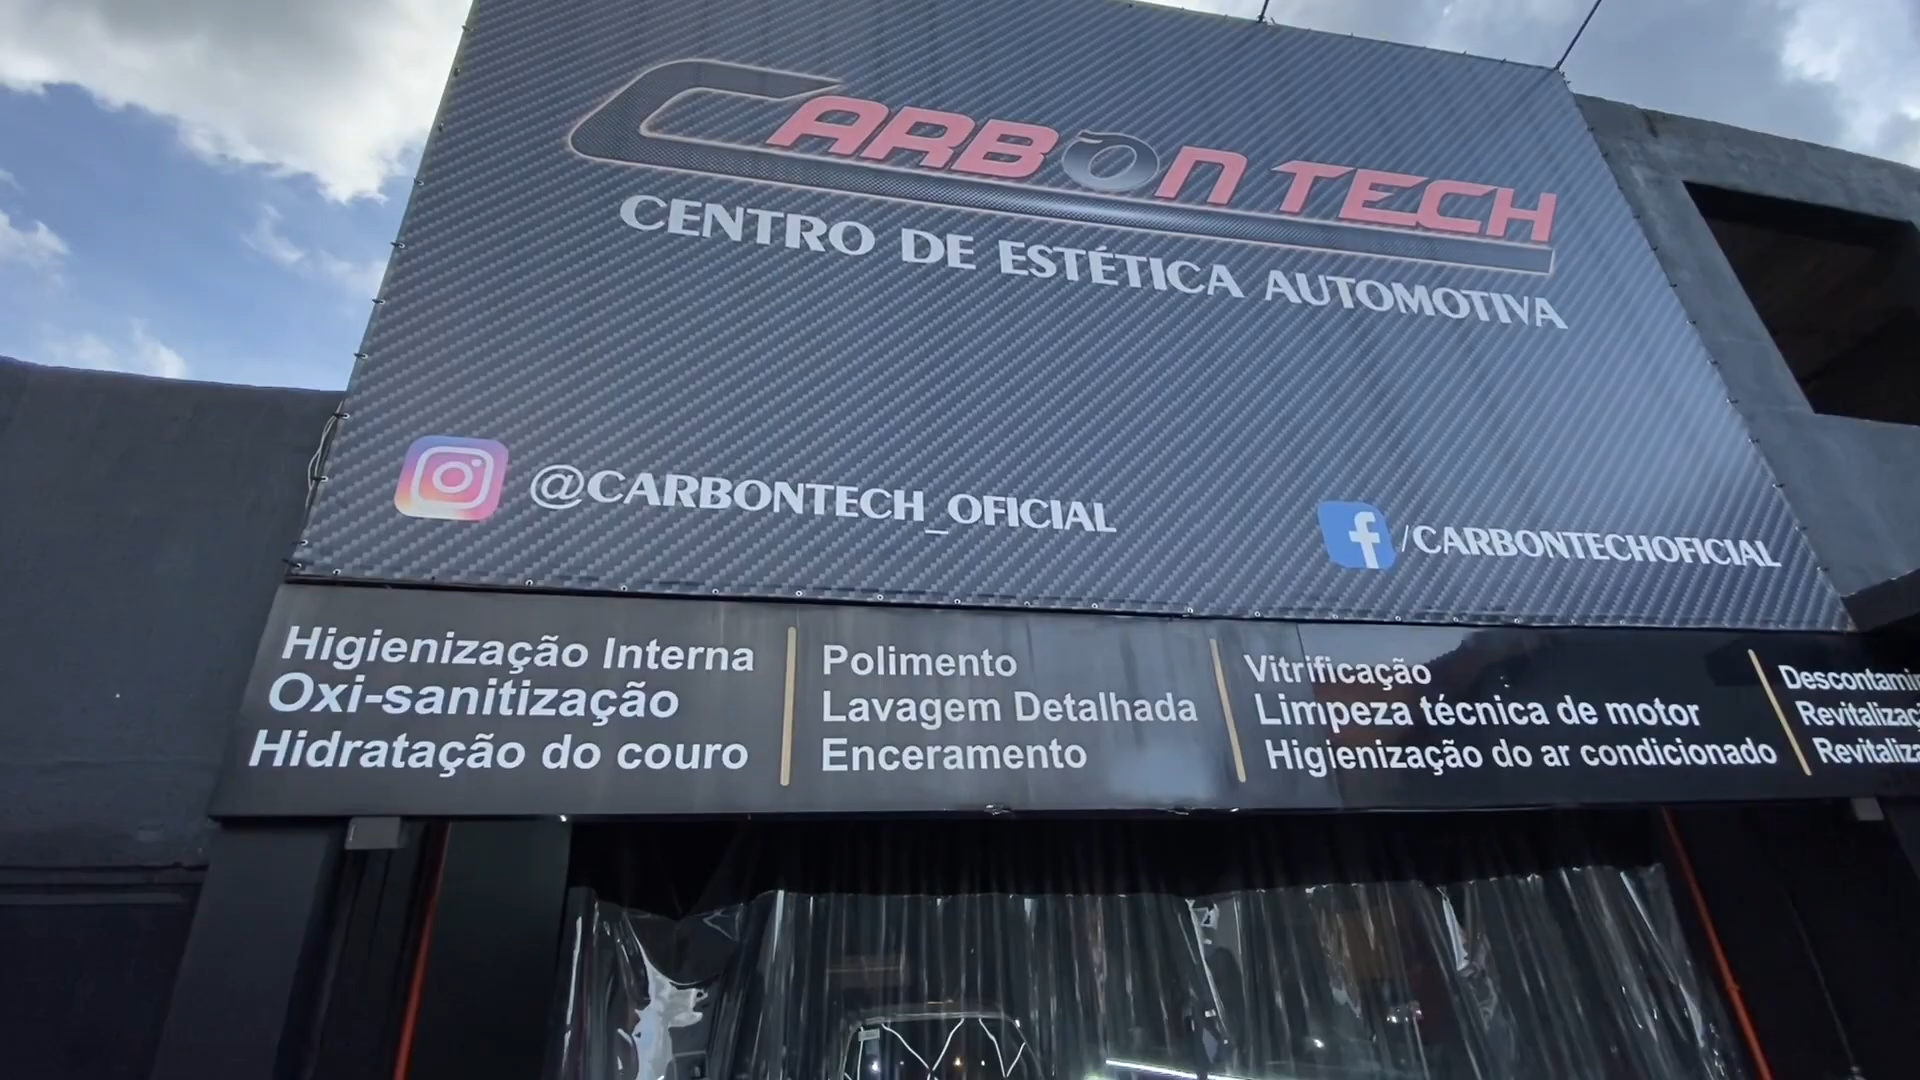 CARBON TECH
CENTRO DE ESTÉTICA AUTOMOTIVA
@CARBONTECH_OFICIAL
/CARBONTECHOFICIAL
Higienização Interna
Oxi-sanitização
Hidratação do couro
Polimento
Lavagem Detalhada
Enceramento
Vitrificação
Limpeza técnica de motor
Higienização do ar condicionado